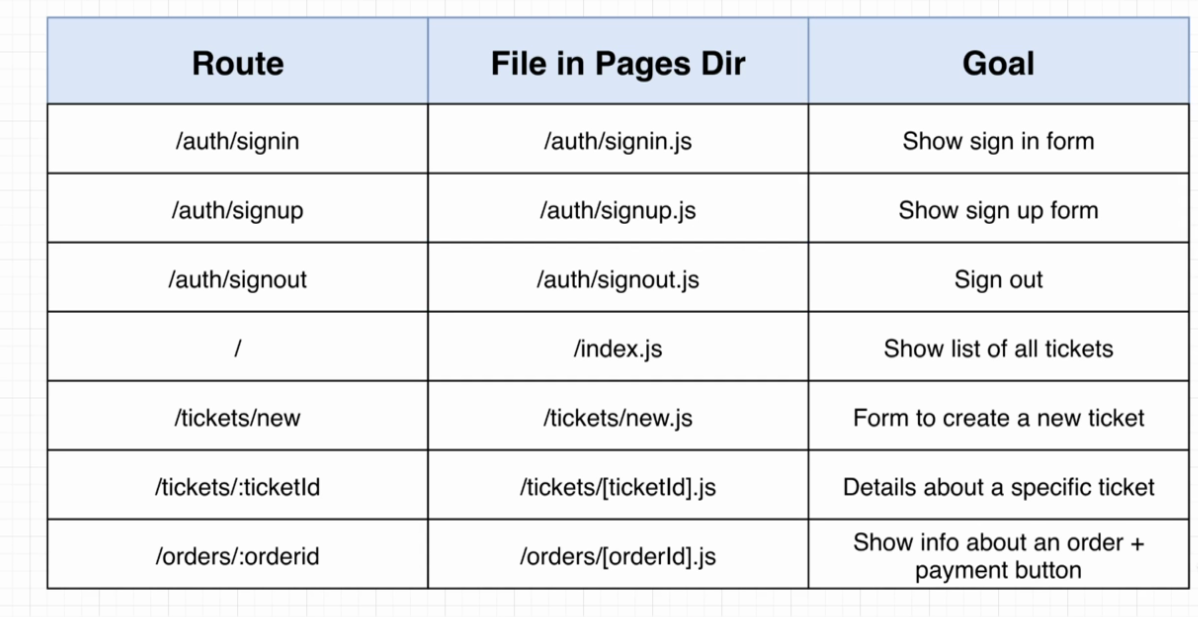 Route File in Pages Dir Goal
/auth/signin /auth/signin.js Show sign in form
/auth/signup /auth/signup.js Show sign up form
/auth/signout /auth/signout.js Sign out
/ /index.js Show list of all tickets
/tickets/new /tickets/new.js Form to create a new ticket
/tickets/:ticketId /tickets/[ticketId].js Details about a specific ticket
/orders/:orderid /orders/[orderId].js Show info about an order +
payment button